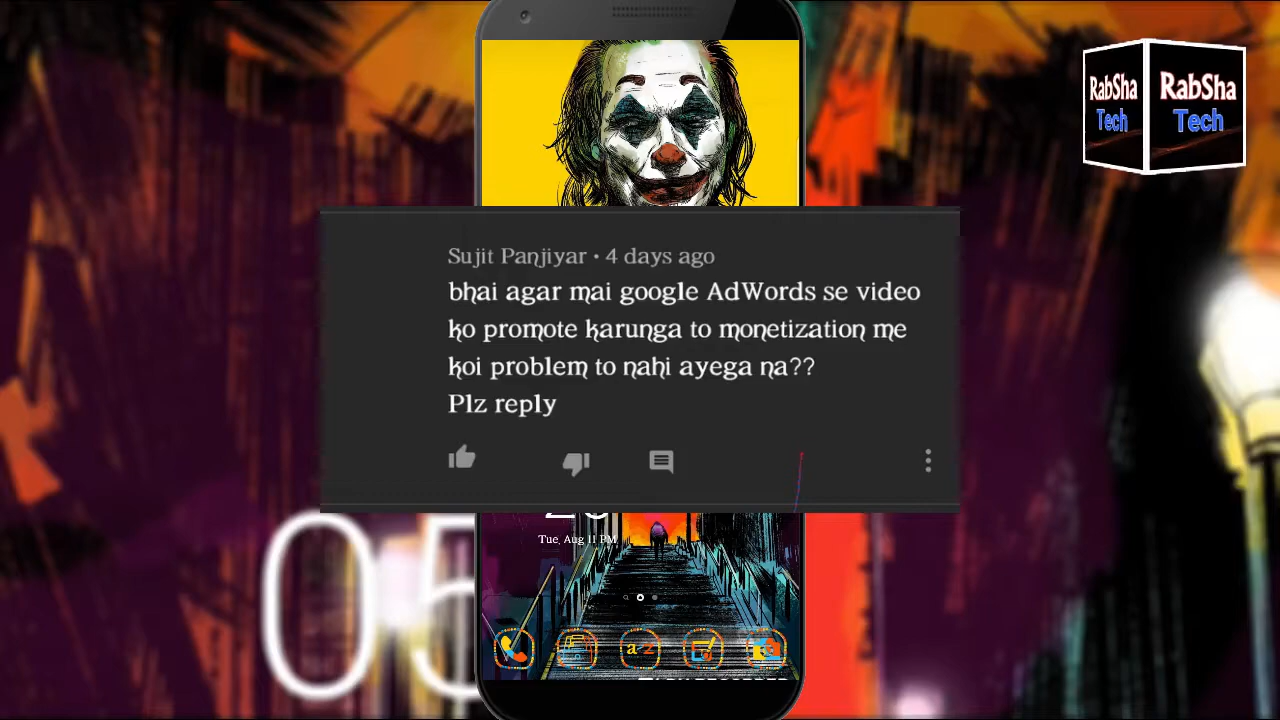 RabSha
Tech
RabSha
Tech
Sujit Panjiyar • 4 days ago
bhai agar mai google AdWords se video
ko promote karunga to monetization me
koi problem to nahi ayega na??
Plz reply
05
Tue, Aug 11 PM
a-z